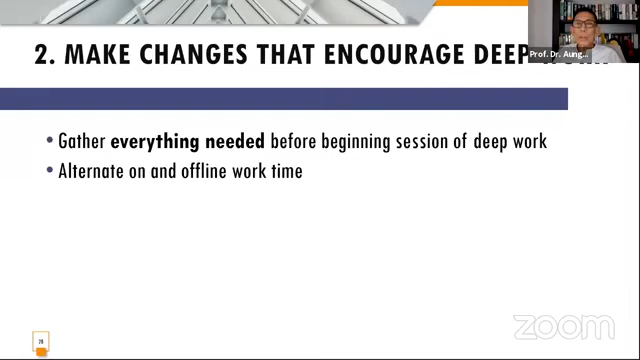 2. MAKE CHANGES THAT ENCOURAGE DEEP
Prof. Dr. Aung...
• Gather everything needed before beginning session of deep work
• Alternate on and offline work time
28
zoom